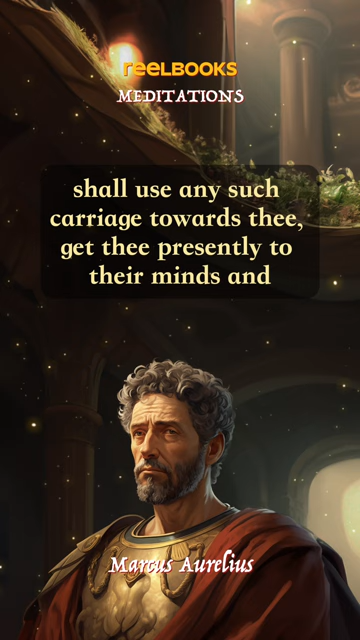 reelBOOKS
MEDITATIONS
shall use any such
carriage towards thee,
get thee presently to
their minds and
Marcus Aurelius